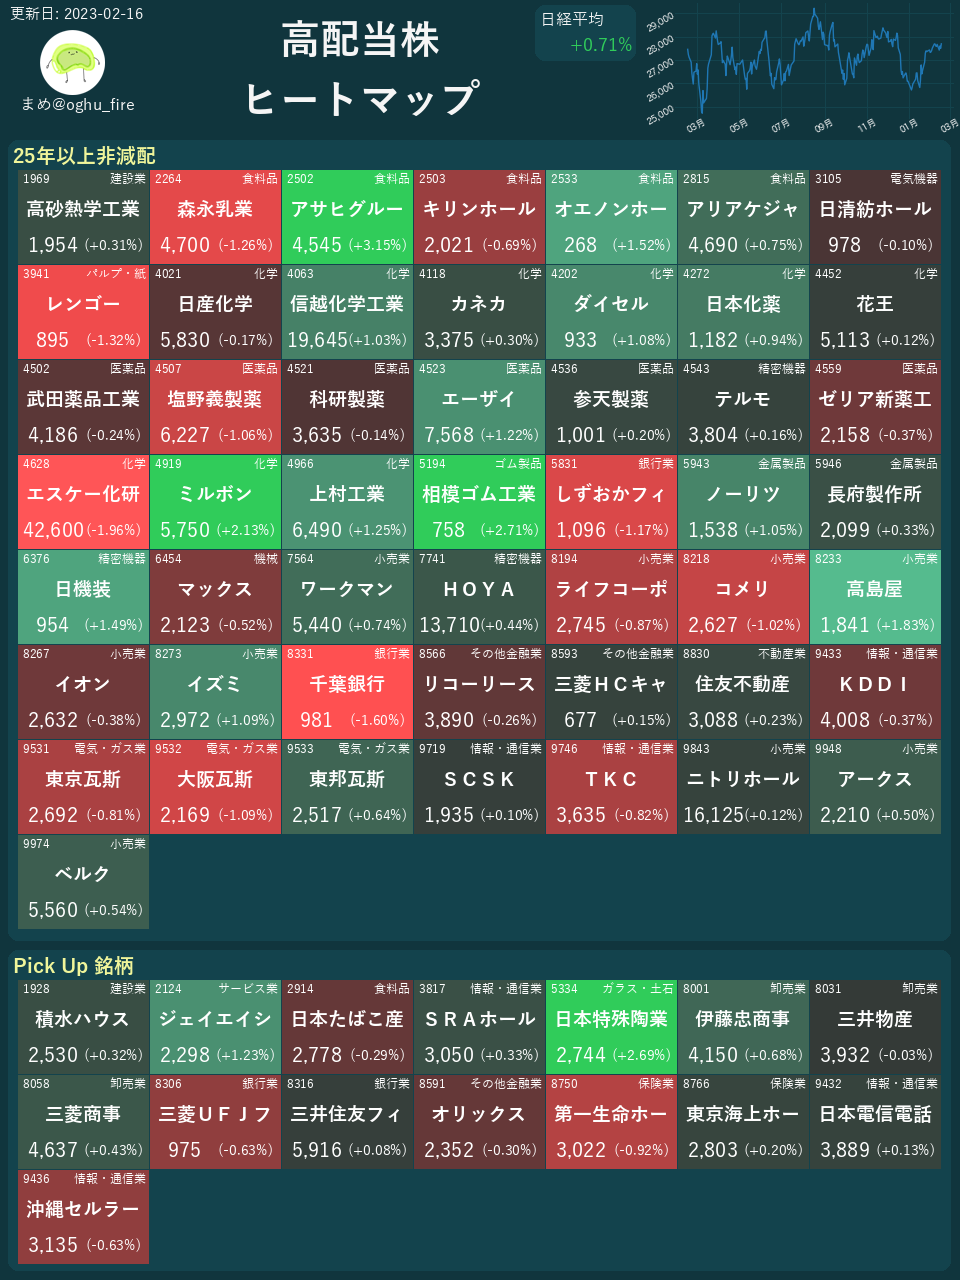 更新日: 2023-02-16
まめ@oghu_fire
高配当株
ヒートマップ
日経平均
+0.71%
29,000
28,000
27,000
26,000
25,000
03月 05月 07月 09月 11月 01月 03月
25年以上非減配
1969 建設業 2264 食料品 2502 食料品 2503 食料品 2533 食料品 2815 食料品 3105 電気機器
高砂熱学工業 森永乳業 アサヒグルー キリンホール オエノンホー アリアケジャ 日清紡ホール
1,954 (+0.31%) 4,700 (-1.26%) 4,545 (+3.15%) 2,021 (-0.69%) 268 (+1.52%) 4,690 (+0.75%) 978 (-0.10%)
3941 パルプ・紙 4021 化学 4063 化学 4118 化学 4202 化学 4272 化学 4452 化学
レンゴー 日産化学 信越化学工業 カネカ ダイセル 日本化薬 花王
895 (-1.32%) 5,830 (-0.17%) 19,645(+1.03%) 3,375 (+0.30%) 933 (+1.08%) 1,182 (+0.94%) 5,113 (+0.12%)
4502 医薬品 4507 医薬品 4521 医薬品 4523 医薬品 4536 医薬品 4543 精密機器 4559 医薬品
武田薬品工業 塩野義製薬 科研製薬 エーザイ 参天製薬 テルモ ゼリア新薬工
4,186 (-0.24%) 6,227 (-1.06%) 3,635 (-0.14%) 7,568 (+1.22%) 1,001 (+0.20%) 3,804 (+0.16%) 2,158 (-0.37%)
4628 化学 4919 化学 4966 化学 5194 ゴム製品 5831 銀行業 5943 金属製品 5946 金属製品
エスケー化研 ミルボン 上村工業 相模ゴム工業 しずおかフィ ノーリツ 長府製作所
42,600(-1.96%) 5,750 (+2.13%) 6,490 (+1.25%) 758 (+2.71%) 1,096 (-1.17%) 1,538 (+1.05%) 2,099 (+0.33%)
6376 精密機器 6454 機械 7564 小売業 7741 精密機器 8194 小売業 8218 小売業 8233 小売業
日機装 マックス ワークマン ＨＯＹＡ ライフコーポ コメリ 高島屋
954 (+1.49%) 2,123 (-0.52%) 5,440 (+0.74%) 13,710(+0.44%) 2,745 (-0.87%) 2,627 (-1.02%) 1,841 (+1.83%)
8267 小売業 8273 小売業 8331 銀行業 8566 その他金融業 8593 その他金融業 8830 不動産業 9433 情報・通信業
イオン イズミ 千葉銀行 リコーリース 三菱ＨＣキャ 住友不動産 ＫＤＤＩ
2,632 (-0.38%) 2,972 (+1.09%) 981 (-1.60%) 3,890 (-0.26%) 677 (+0.15%) 3,088 (+0.23%) 4,008 (-0.37%)
9531 電気・ガス業 9532 電気・ガス業 9533 電気・ガス業 9719 情報・通信業 9746 情報・通信業 9843 小売業 9948 小売業
東京瓦斯 大阪瓦斯 東邦瓦斯 ＳＣＳＫ ＴＫＣ ニトリホール アークス
2,692 (-0.81%) 2,169 (-1.09%) 2,517 (+0.64%) 1,935 (+0.10%) 3,635 (-0.82%) 16,125(+0.12%) 2,210 (+0.50%)
9974 小売業
ベルク
5,560 (+0.54%)
Pick Up 銘柄
1928 建設業 2124 サービス業 2914 食料品 3817 情報・通信業 5334 ガラス・土石 8001 卸売業 8031 卸売業
積水ハウス ジェイエイシ 日本たばこ産 ＳＲＡホール 日本特殊陶業 伊藤忠商事 三井物産
2,530 (+0.32%) 2,298 (+1.23%) 2,778 (-0.29%) 3,050 (+0.33%) 2,744 (+2.69%) 4,150 (+0.68%) 3,932 (-0.03%)
8058 卸売業 8306 銀行業 8316 銀行業 8591 その他金融業 8750 保険業 8766 保険業 9432 情報・通信業
三菱商事 三菱ＵＦＪフ 三井住友フィ オリックス 第一生命ホー 東京海上ホー 日本電信電話
4,637 (+0.43%) 975 (-0.63%) 5,916 (+0.08%) 2,352 (-0.30%) 3,022 (-0.92%) 2,803 (+0.20%) 3,889 (+0.13%)
9436 情報・通信業
沖縄セルラー
3,135 (-0.63%)